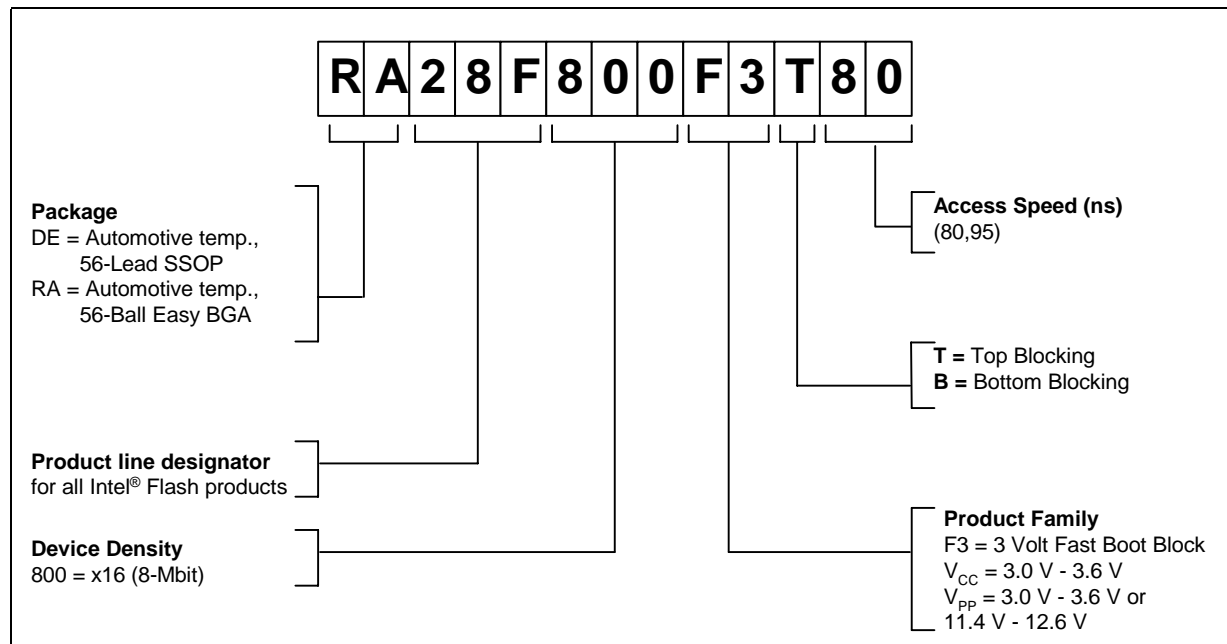 RA28F800F3T80
Package
DE = Automotive temp.,
56-Lead SSOP
RA = Automotive temp.,
56-Ball Easy BGA
Product line designator
for all Intel® Flash products
Device Density
800 = x16 (8-Mbit)
Access Speed (ns)
(80,95)
T = Top Blocking
B = Bottom Blocking
Product Family
F3 = 3 Volt Fast Boot Block
VCC = 3.0 V - 3.6 V
VPP = 3.0 V - 3.6 V or
11.4 V - 12.6 V